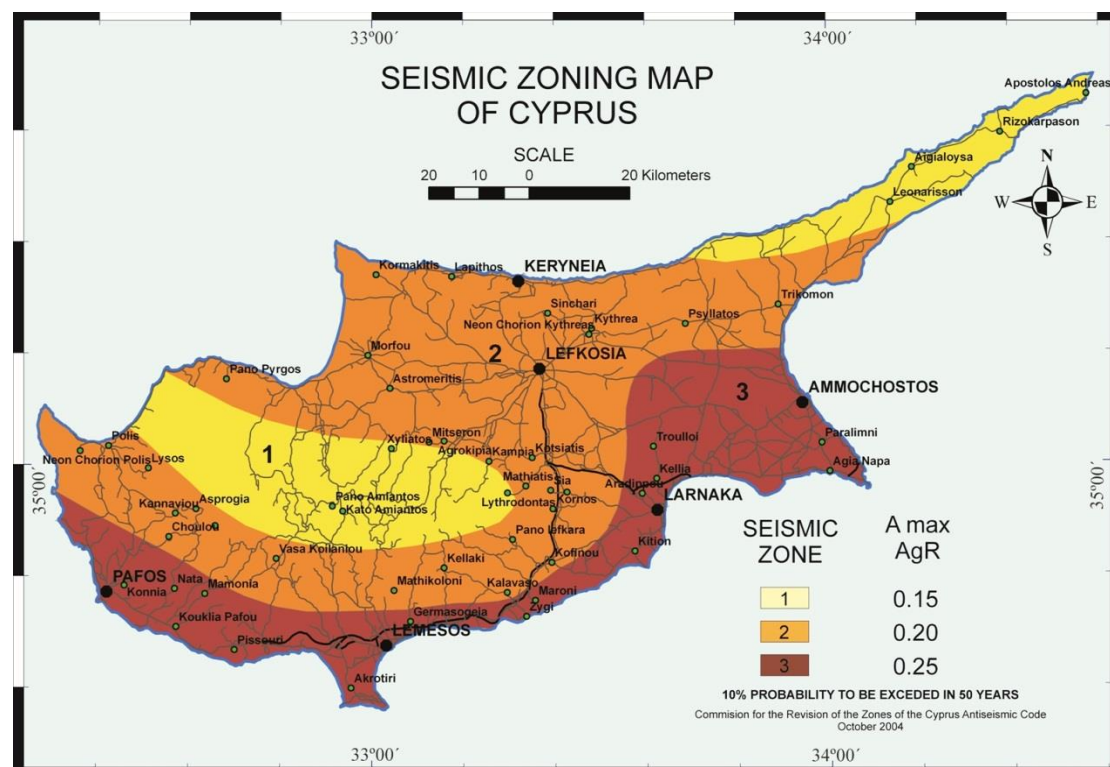 33º00´
34º00´
SEISMIC ZONING MAP
OF CYPRUS
SCALE
20 10 0 20 Kilometers
Apostolos Andreas
Rizokarpason
Aigialoysa
Leonarisson
N
W E
S
Kormakitis
Lapithos
KERYNEIA
Trikomon
Sinchari
Neon Chorion Kythreas
Kythrea
Psyllatos
Morfou
2
LEFKOSIA
Pano Pyrgos
Astromeritis
3
AMMOCHOSTOS
Polis
Neon Chorion Polis
Lysos
1
Xyliatos
Mitseron
Agrokipia
Kampia
Kotsiatis
Troulloi
Paralimni
Agia Napa
35º00´
35º00´
Kellia
Mathiatis
Sia
Aradippou
LARNAKA
Lythrodontas
Kornos
Kannaviou
Asprogia
Choulou
Pano Amiantos
Kato Amiantos
Pano lefkara
Kition
Vasa Koilaniou
Kellaki
Kofinou
PAFOS
Konnia
Nata
Mamonia
Mathikoloni
Kalavaso
Maroni
Zygi
Kouklia Pafou
Germasogeia
Pissouri
LEMESOS
Akrotiri
SEISMIC
ZONE
A max
AgR
1 0.15
2 0.20
3 0.25
10% PROBABILITY TO BE EXCEDED IN 50 YEARS
Commision for the Revision of the Zones of the Cyprus Antiseismic Code
October 2004
33º00´
34º00´